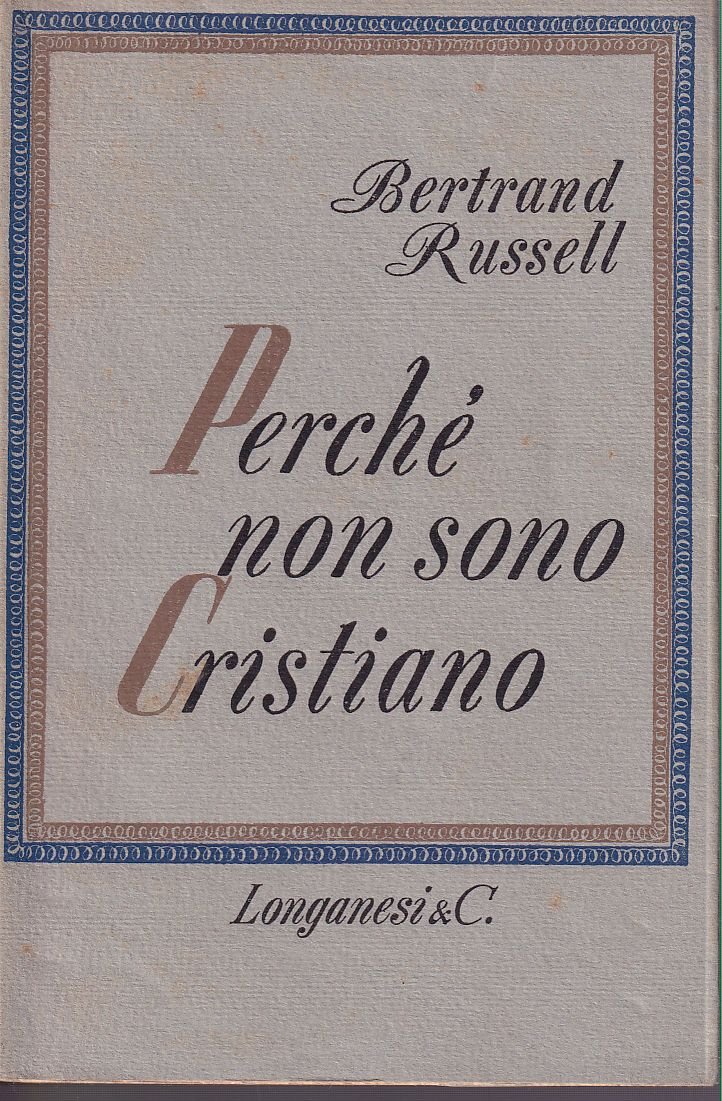 Bertrand
Russell
Perché
non sono
Cristiano
Longanesi & C.